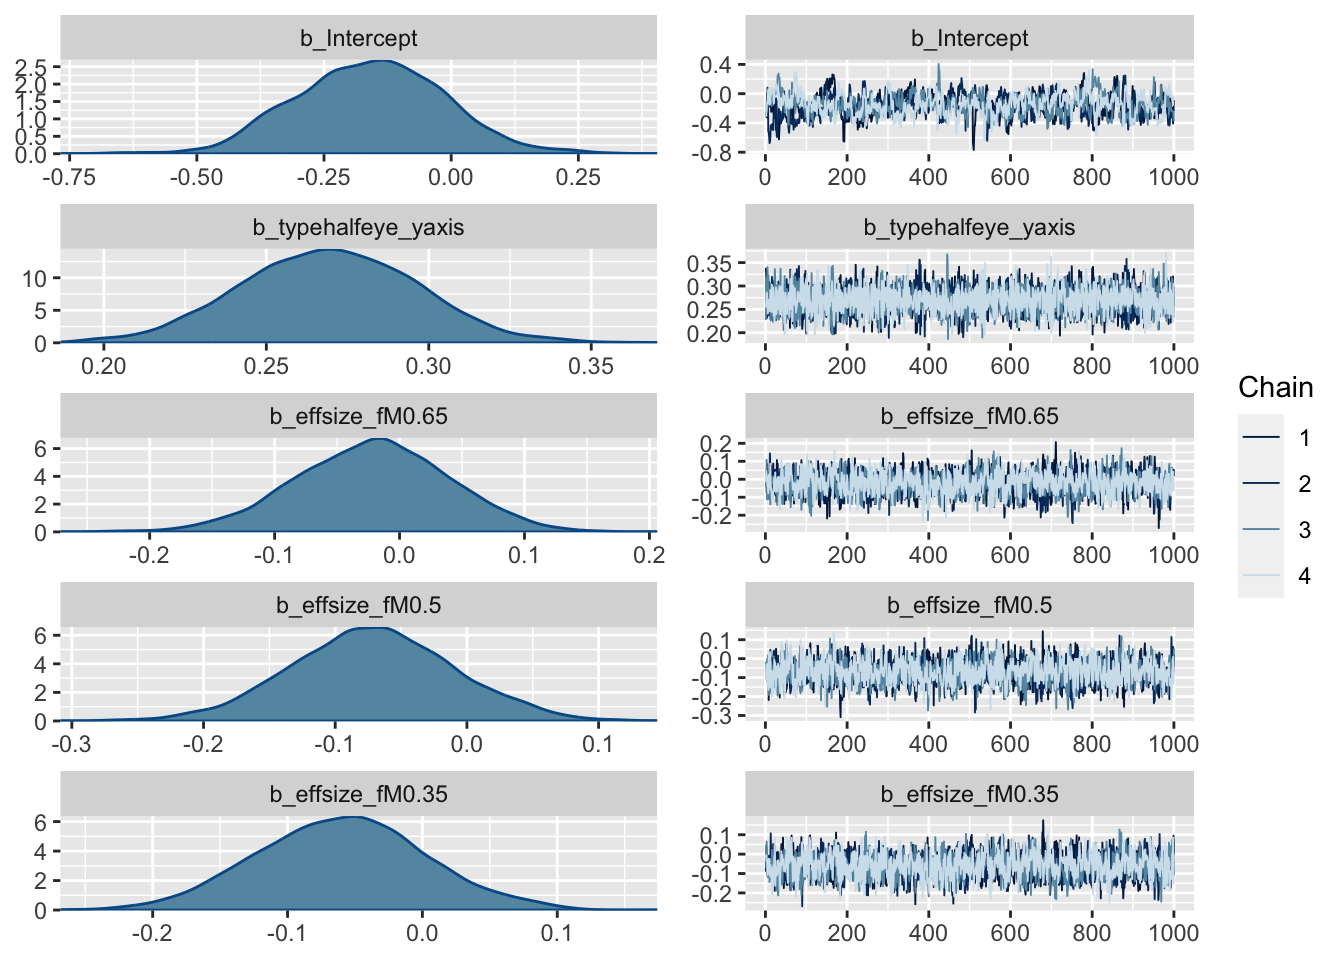 b_Intercept
2.5
2.0
1.5
1.0
0.5
0.0
-0.75 -0.50 -0.25 0.00 0.25
b_Intercept
0.4
0.0
-0.4
-0.8
0 200 400 600 800 1000
b_typehalfeye_yaxis
10
5
0
0.20 0.25 0.30 0.35
b_typehalfeye_yaxis
0.35
0.30
0.25
0.20
0 200 400 600 800 1000
b_effsize_fM0.65
6
4
2
0
-0.2 -0.1 0.0 0.1 0.2
b_effsize_fM0.65
0.2
0.1
0.0
-0.1
-0.2
0 200 400 600 800 1000
b_effsize_fM0.5
6
4
2
0
-0.3 -0.2 -0.1 0.0 0.1
b_effsize_fM0.5
0.1
0.0
-0.1
-0.2
-0.3
0 200 400 600 800 1000
b_effsize_fM0.35
6
4
2
0
-0.2 -0.1 0.0 0.1
b_effsize_fM0.35
0.1
0.0
-0.1
-0.2
0 200 400 600 800 1000
Chain
1
2
3
4